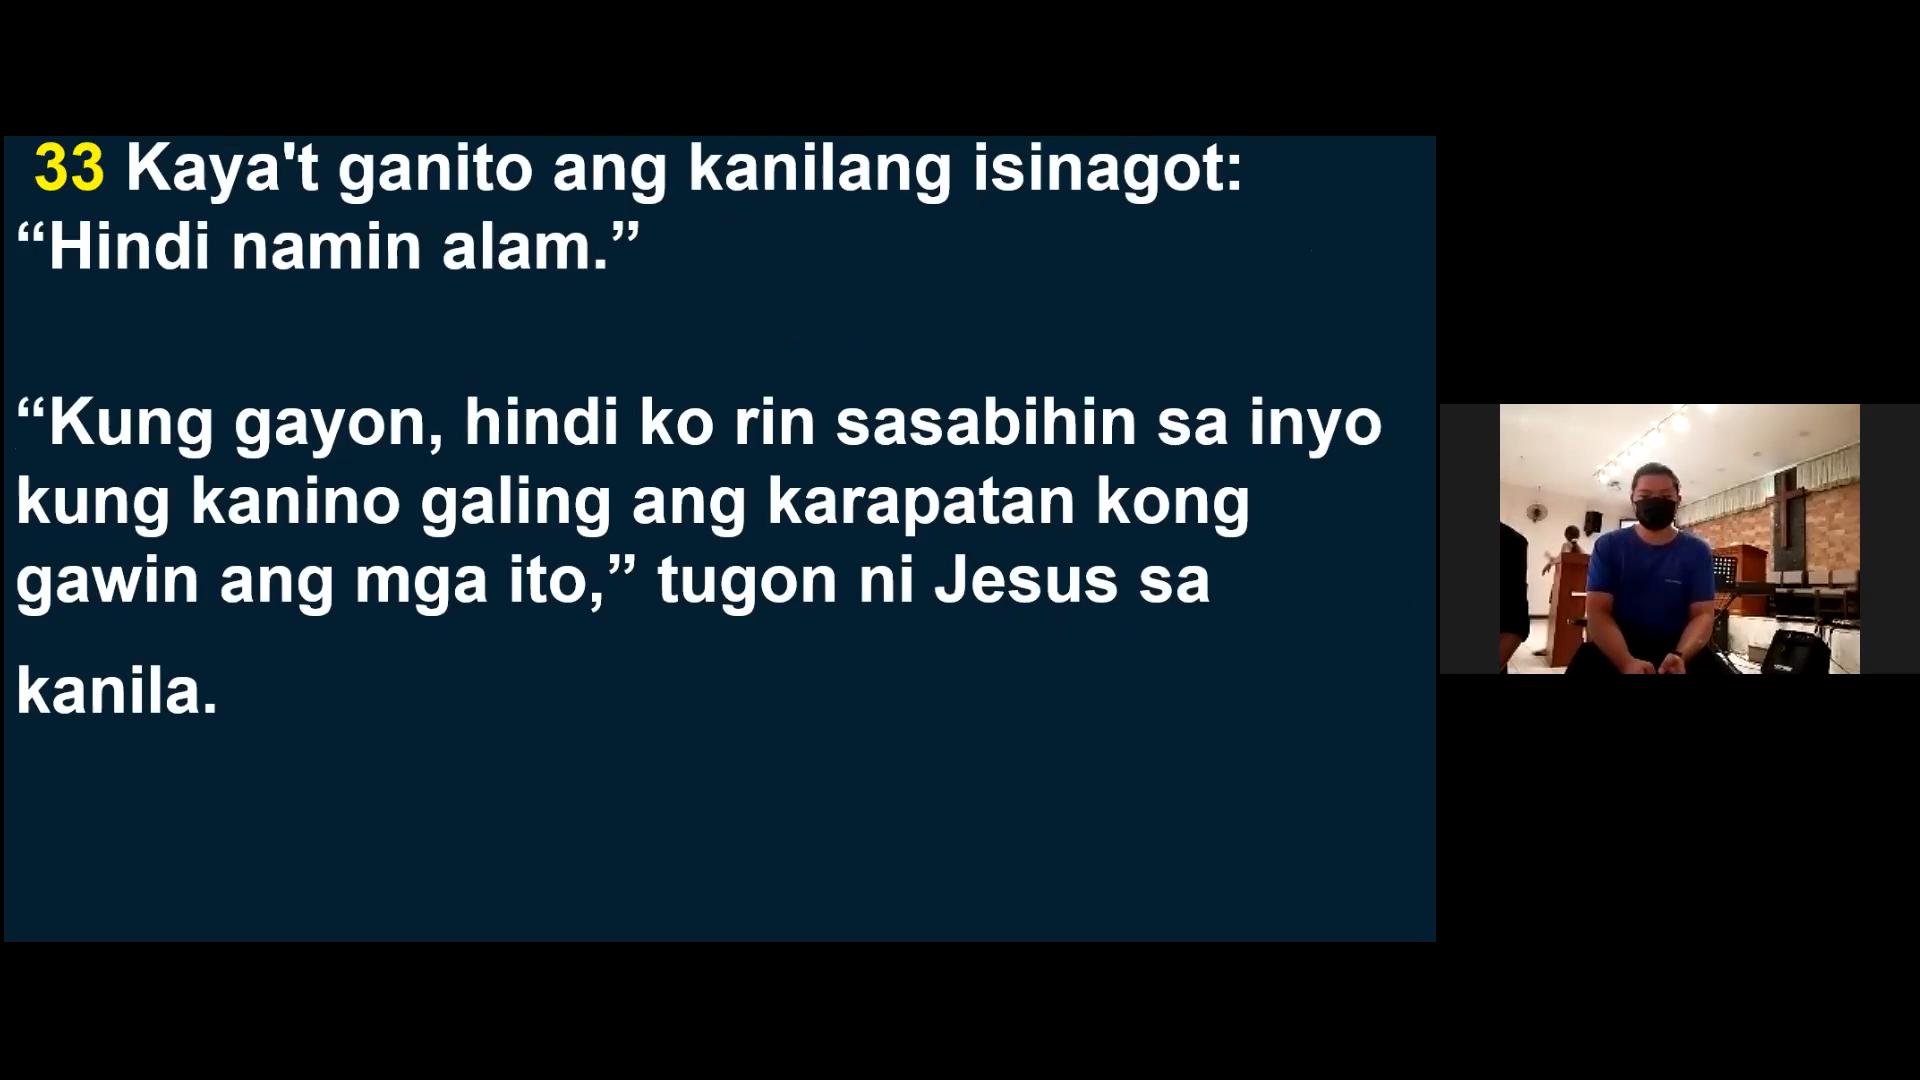 33 Kaya't ganito ang kanilang isinagot:
“Hindi namin alam.”
“Kung gayon, hindi ko rin sasabihin sa inyo
kung kanino galing ang karapatan kong
gawin ang mga ito,” tugon ni Jesus sa
kanila.